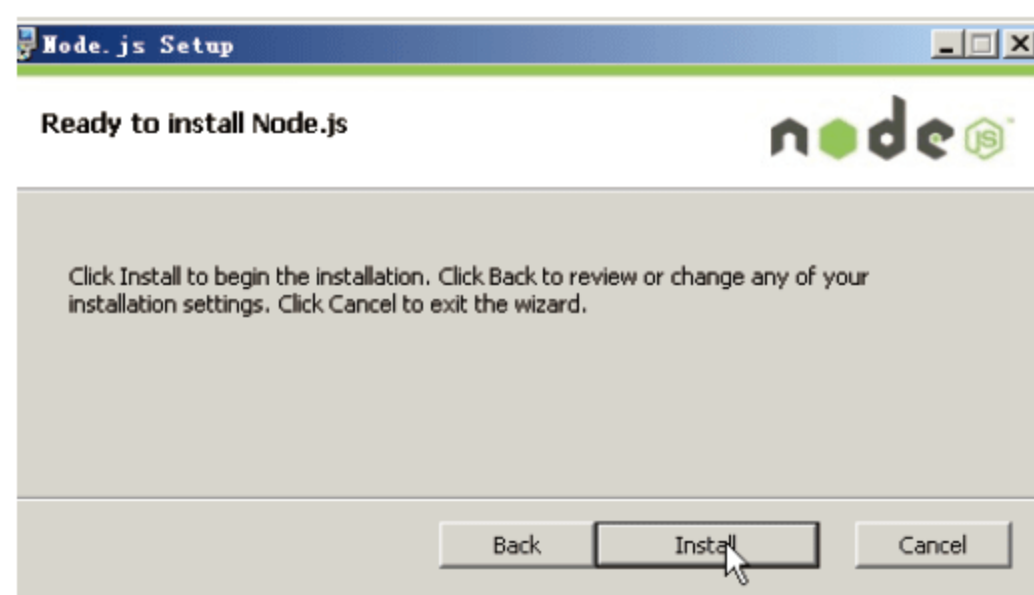 Node.js Setup
Ready to install Node.js
node JS
Click Install to begin the installation. Click Back to review or change any of your
installation settings. Click Cancel to exit the wizard.
Back Install Cancel